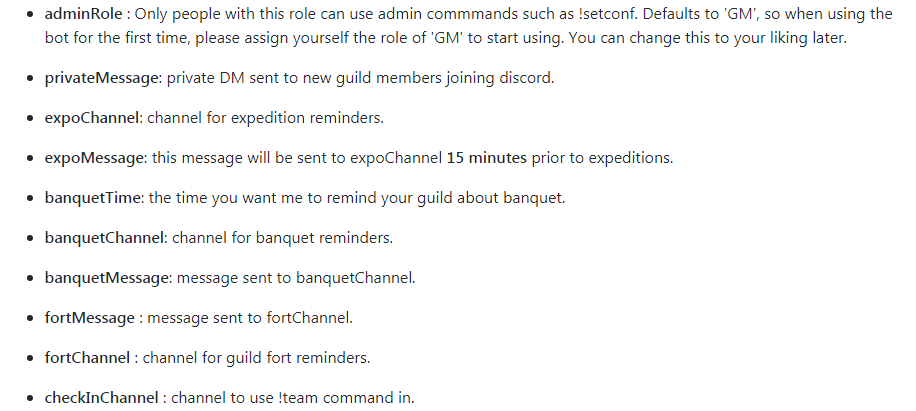 • adminRole : Only people with this role can use admin commmands such as !setconf. Defaults to 'GM', so when using the
bot for the first time, please assign yourself the role of 'GM' to start using. You can change this to your liking later.
• privateMessage: private DM sent to new guild members joining discord.
• expoChannel: channel for expedition reminders.
• expoMessage: this message will be sent to expoChannel 15 minutes prior to expeditions.
• banquetTime: the time you want me to remind your guild about banquet.
• banquetChannel: channel for banquet reminders.
• banquetMessage: message sent to banquetChannel.
• fortMessage : message sent to fortChannel.
• fortChannel : channel for guild fort reminders.
• checkInChannel : channel to use !team command in.